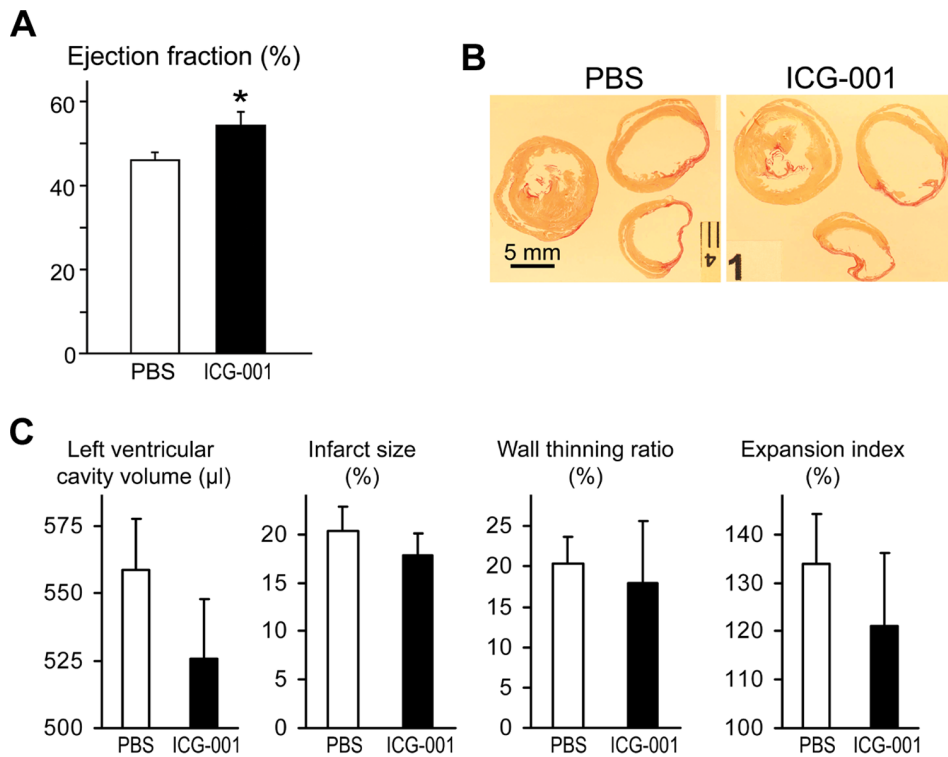 A
Ejection fraction (%)
60
40
20
0
*
PBS
ICG-001
B
PBS
ICG-001
5 mm
4
1
C
Left ventricular
cavity volume (µl)
575
550
525
500
PBS
ICG-001
Infarct size
(%)
20
15
10
5
0
PBS
ICG-001
Wall thinning ratio
(%)
25
20
15
10
5
0
PBS
ICG-001
Expansion index
(%)
140
130
120
110
100
PBS
ICG-001